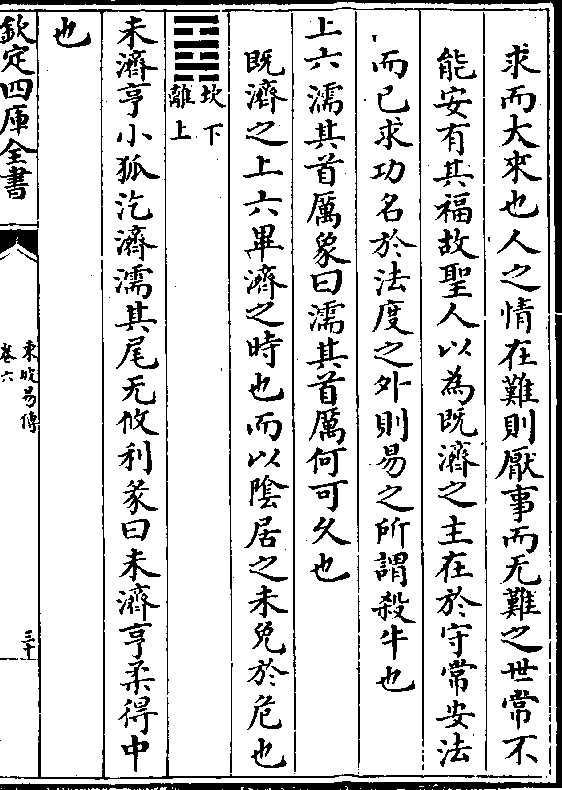 求而大來也人之情在難則厭事而无難之世常不
能安有其福故聖人以為既濟之主在於守常安法
而已求功名於法度之外則易之所謂殺牛也
上六濡其首厲象曰濡其首厲何可久也
既濟之上六畢濟之時也而以陰居之未免於危也
䷿
坎下
離上
未濟亨小狐汔濟濡其尾无攸利彖曰未濟亨柔得中
也
欽定四庫全書
東坡易傳
卷六
三十